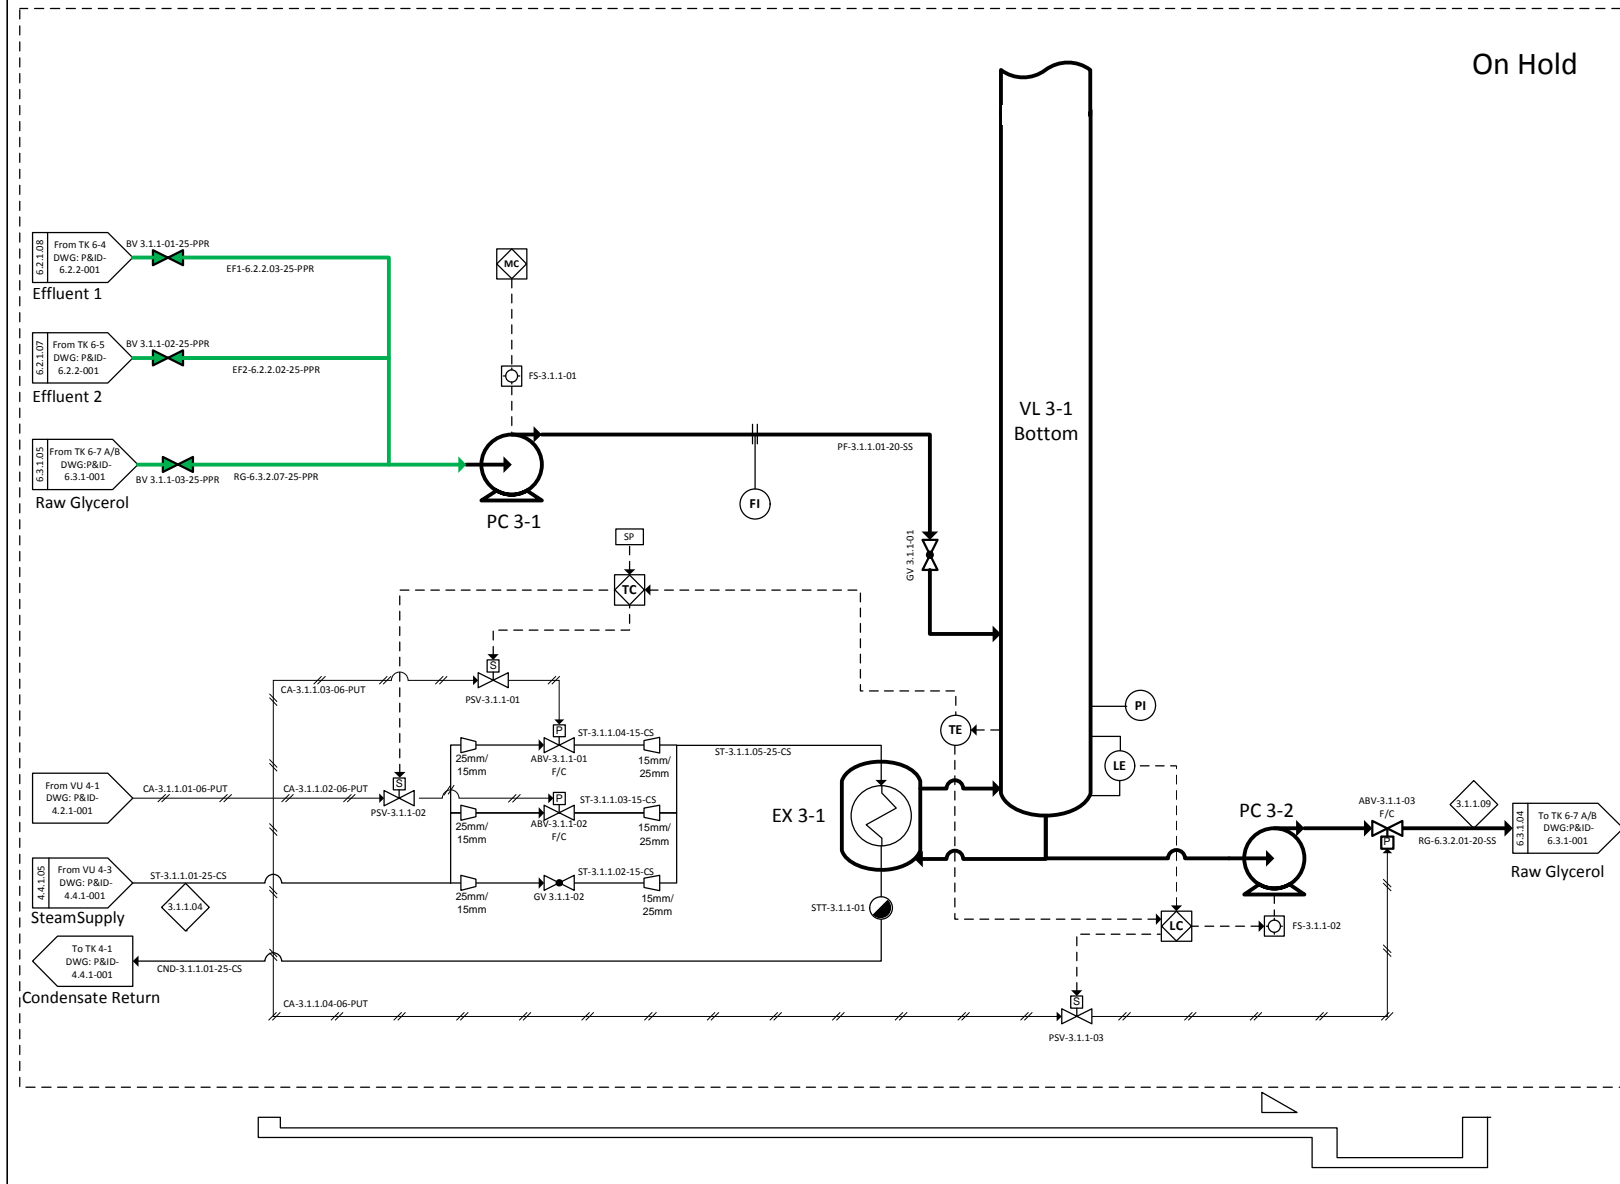 On Hold
6.2.1.08
From TK 6-4
DWG: P&ID-
6.2.2-001
Effluent 1
BV 3.1.1-01-25-PPR
EF1-6.2.2.03-25-PPR
6.2.1.07
From TK 6-5
DWG: P&ID-
6.2.2-001
Effluent 2
BV 3.1.1-02-25-PPR
EF2-6.2.2.02-25-PPR
6.3.1.05
From TK 6-7 A/B
DWG:P&ID-
6.3.1-001
Raw Glycerol
BV 3.1.1-03-25-PPR
RG-6.3.2.07-25-PPR
MC
FS-3.1.1-01
PC 3-1
FI
PF-3.1.1.01-20-SS
GV 3.1.1-01
VL 3-1
Bottom
SP
TC
S
PSV-3.1.1-01
CA-3.1.1.03-06-PUT
TE
PI
LE
P
ABV-3.1.1-01
F/C
ST-3.1.1.04-15-CS
25mm/
15mm
15mm/
25mm
ST-3.1.1.05-25-CS
From VU 4-1
DWG: P&ID-
4.2.1-001
CA-3.1.1.01-06-PUT
CA-3.1.1.02-06-PUT
S
PSV-3.1.1-02
P
ABV-3.1.1-02
F/C
ST-3.1.1.03-15-CS
25mm/
15mm
15mm/
25mm
EX 3-1
PC 3-2
ABV-3.1.1-03
F/C
P
3.1.1.09
RG-6.3.2.01-20-SS
6.3.1.04
To TK 6-7 A/B
DWG:P&ID-
6.3.1-001
Raw Glycerol
4.4.1.05
From VU 4-3
DWG: P&ID-
4.4.1-001
SteamSupply
ST-3.1.1.01-25-CS
3.1.1.04
ST-3.1.1.02-15-CS
GV 3.1.1-02
25mm/
15mm
15mm/
25mm
STT-3.1.1-01
LC
FS-3.1.1-02
To TK 4-1
DWG: P&ID-
4.4.1-001
Condensate Return
CND-3.1.1.01-25-CS
CA-3.1.1.04-06-PUT
S
PSV-3.1.1-03